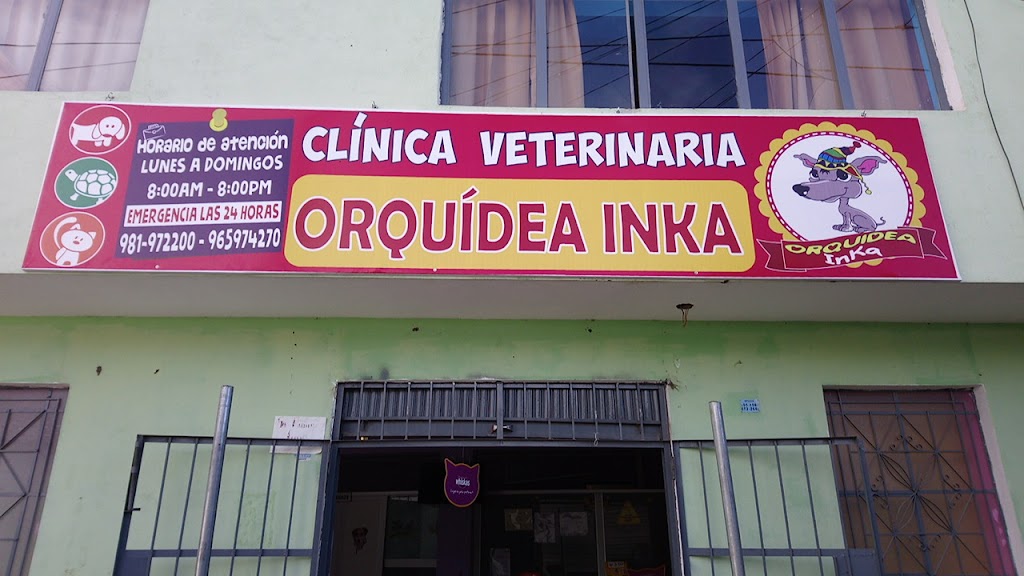 Horario de atención
LUNES A DOMINGOS
8:00AM - 8:00PM
EMERGENCIA LAS 24 HORAS
981-972200 - 965974270
CLÍNICA VETERINARIA
ORQUÍDEA INKA
ORQUIDEA
Inka